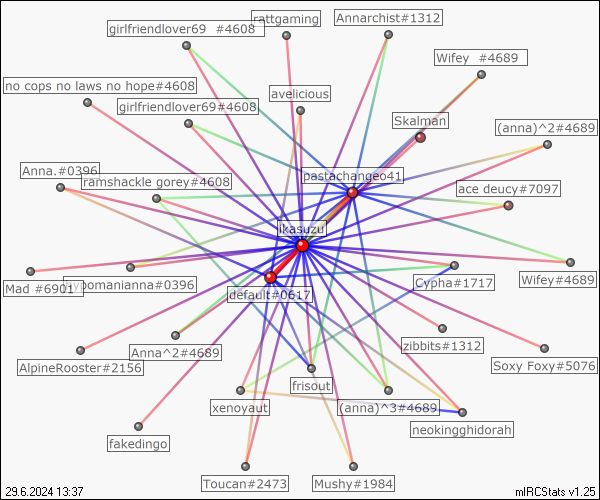 girlfriendlover69 #4608
rattgaming
Annarchist#1312
Wifey #4689
no cops no laws no hope#4608
avelicious
girlfriendlover69#4608
Skalman
(anna)^2#4689
Anna.#0396
ramshackle gorey#4608
pastachangeo41
ace deucy#7097
ikasuzu
Mad #6901
hypomanianna#0396
default#0617
Cypha#1717
Wifey#4689
Anna^2#4689
zibbits#1312
AlpineRooster#2156
Soxy Foxy#5076
frisout
xenoyaut
(anna)^3#4689
neokingghidorah
fakedingo
Toucan#2473
Mushy#1984
29.6.2024 13:37
mIRCStats v1.25